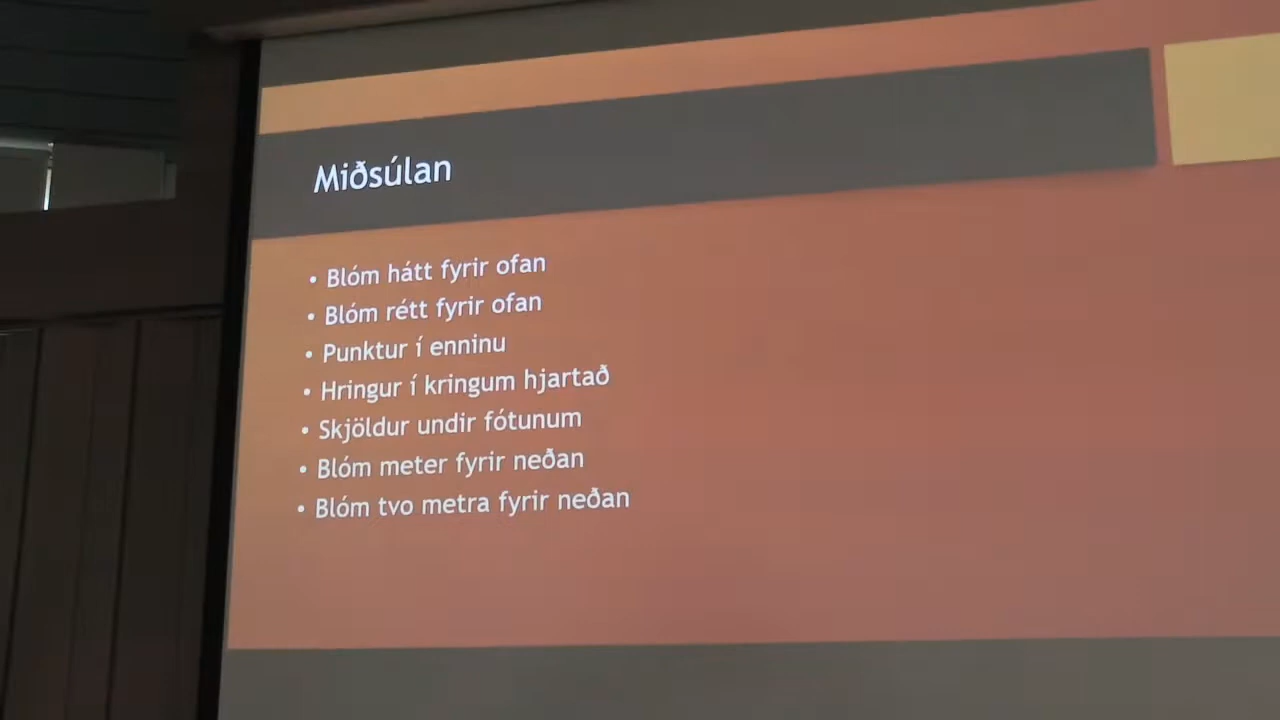 Miðsúlan
• Blóm hátt fyrir ofan
• Blóm rétt fyrir ofan
• Punktur í enninu
• Hringur í kringum hjartað
• Skjöldur undir fótunum
• Blóm meter fyrir neðan
• Blóm tvo metra fyrir neðan